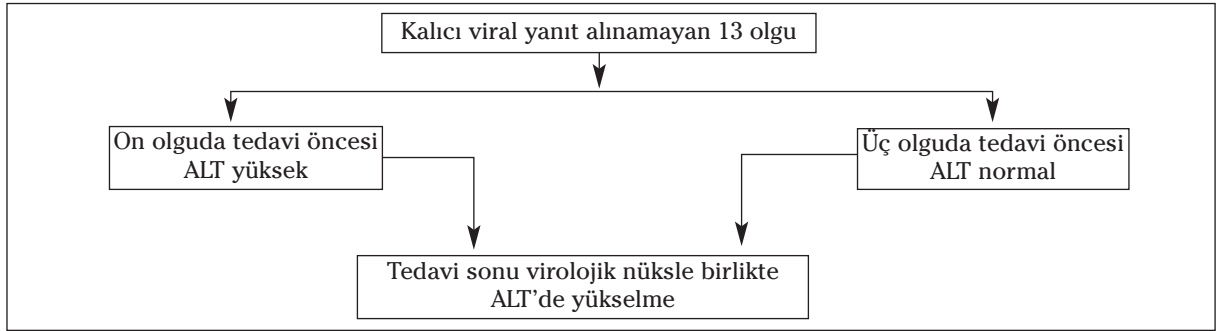 Kalıcı viral yanıt alınamayan 13 olgu
On olguda tedavi öncesi
ALT yüksek
Üç olguda tedavi öncesi
ALT normal
Tedavi sonu virolojik nüksle birlikte
ALT’de yükselme